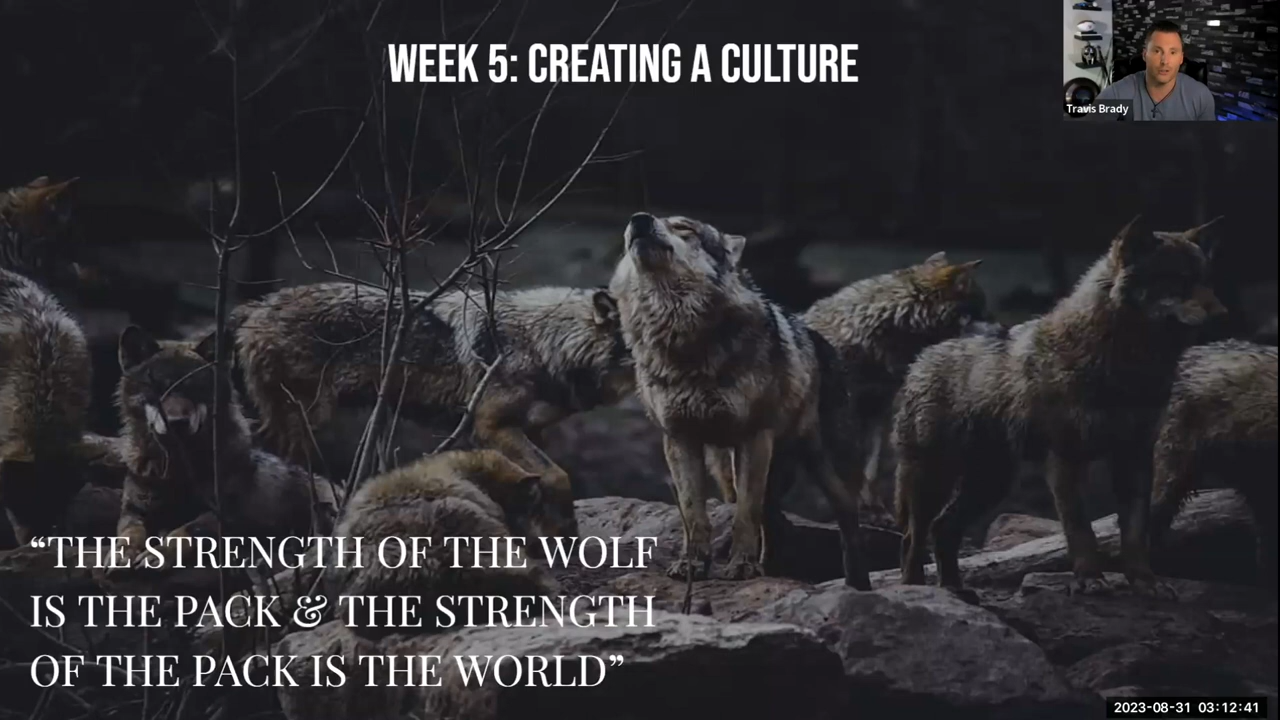 WEEK 5: CREATING A CULTURE
Travis Brady
“THE STRENGTH OF THE WOLF
IS THE PACK & THE STRENGTH
OF THE PACK IS THE WORLD”
2023-08-31 03:12:41